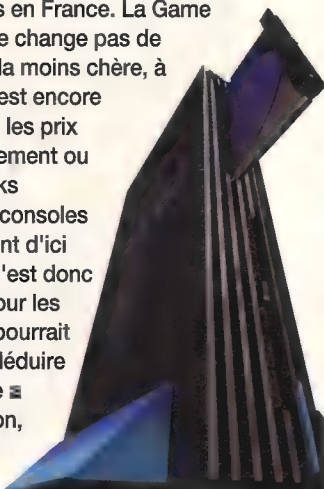 s en France. La Game
e change pas de
la moins chère, à
est encore
les prix
ement ou
ks
consoles
nt d'ici
'est donc
our les
pourrait
léduire
e
on,